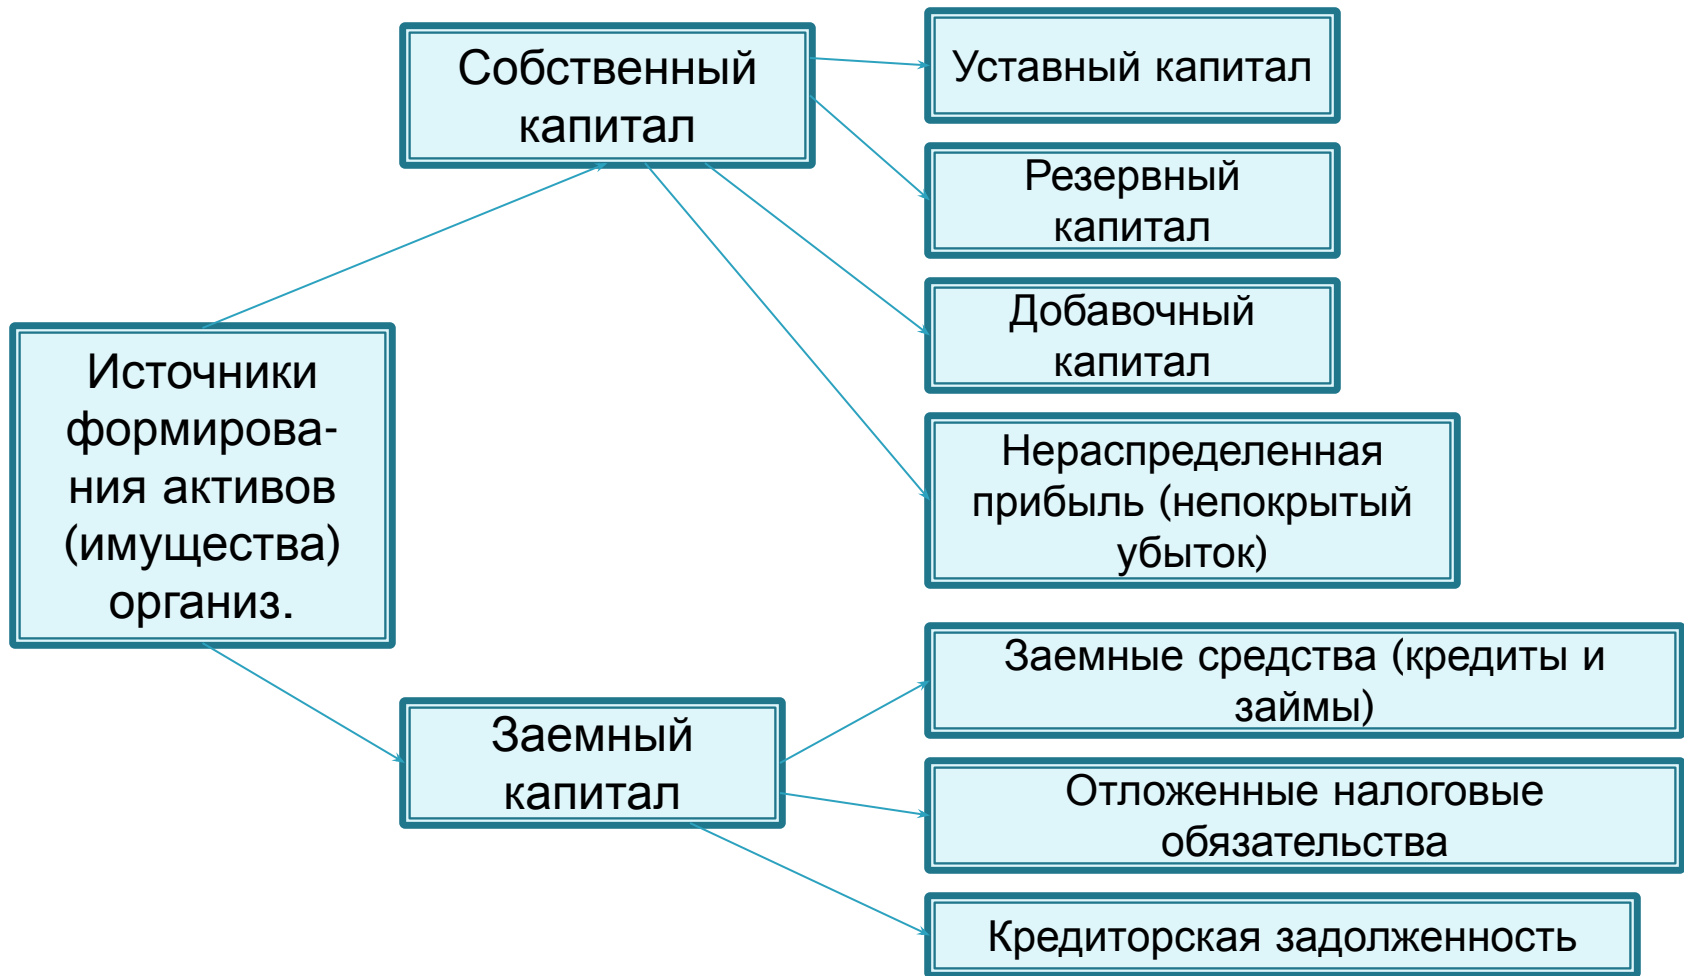 Собственный
капитал
Уставный капитал
Резервный
капитал
Добавочный
капитал
Нераспределенная
прибыль (непокрытый
убыток)
Источники
формирова-
ния активов
(имущества)
организ.
Заемный
капитал
Заемные средства (кредиты и
займы)
Отложенные налоговые
обязательства
Кредиторская задолженность